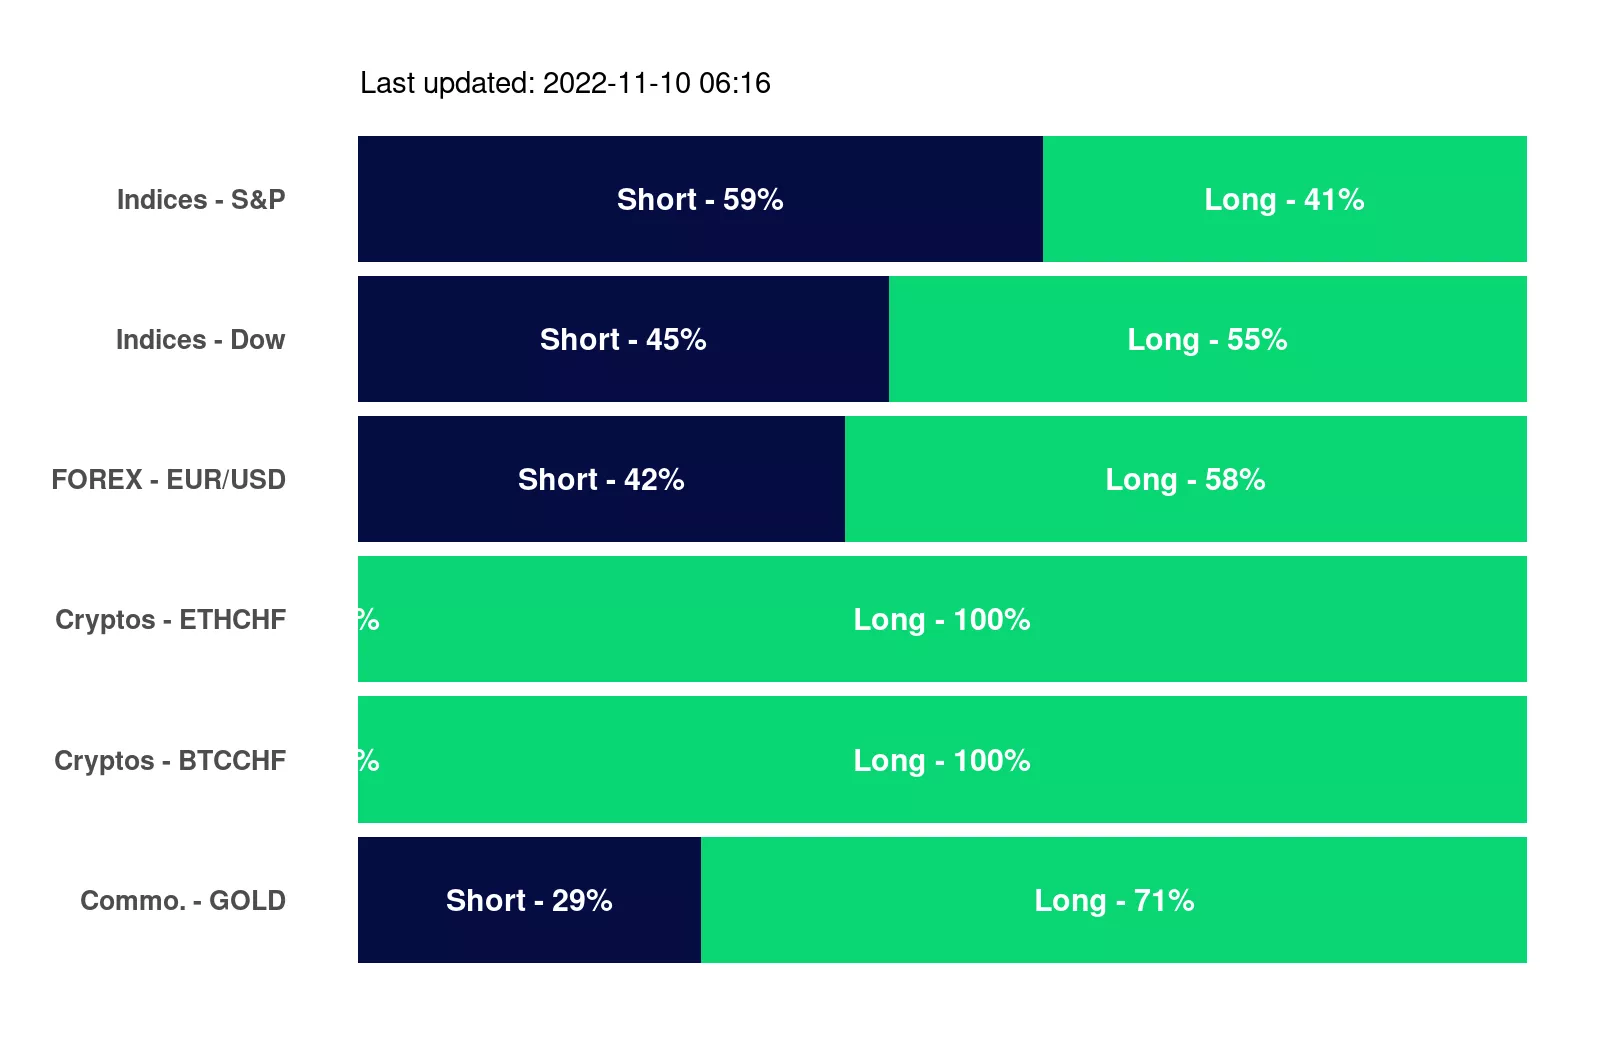 Last updated: 2022-11-10 06:16
Indices - S&P Short - 59% Long - 41%
Indices - Dow Short - 45% Long - 55%
FOREX - EUR/USD Short - 42% Long - 58%
Cryptos - ETHCHF % Long - 100%
Cryptos - BTCCHF % Long - 100%
Commo. - GOLD Short - 29% Long - 71%